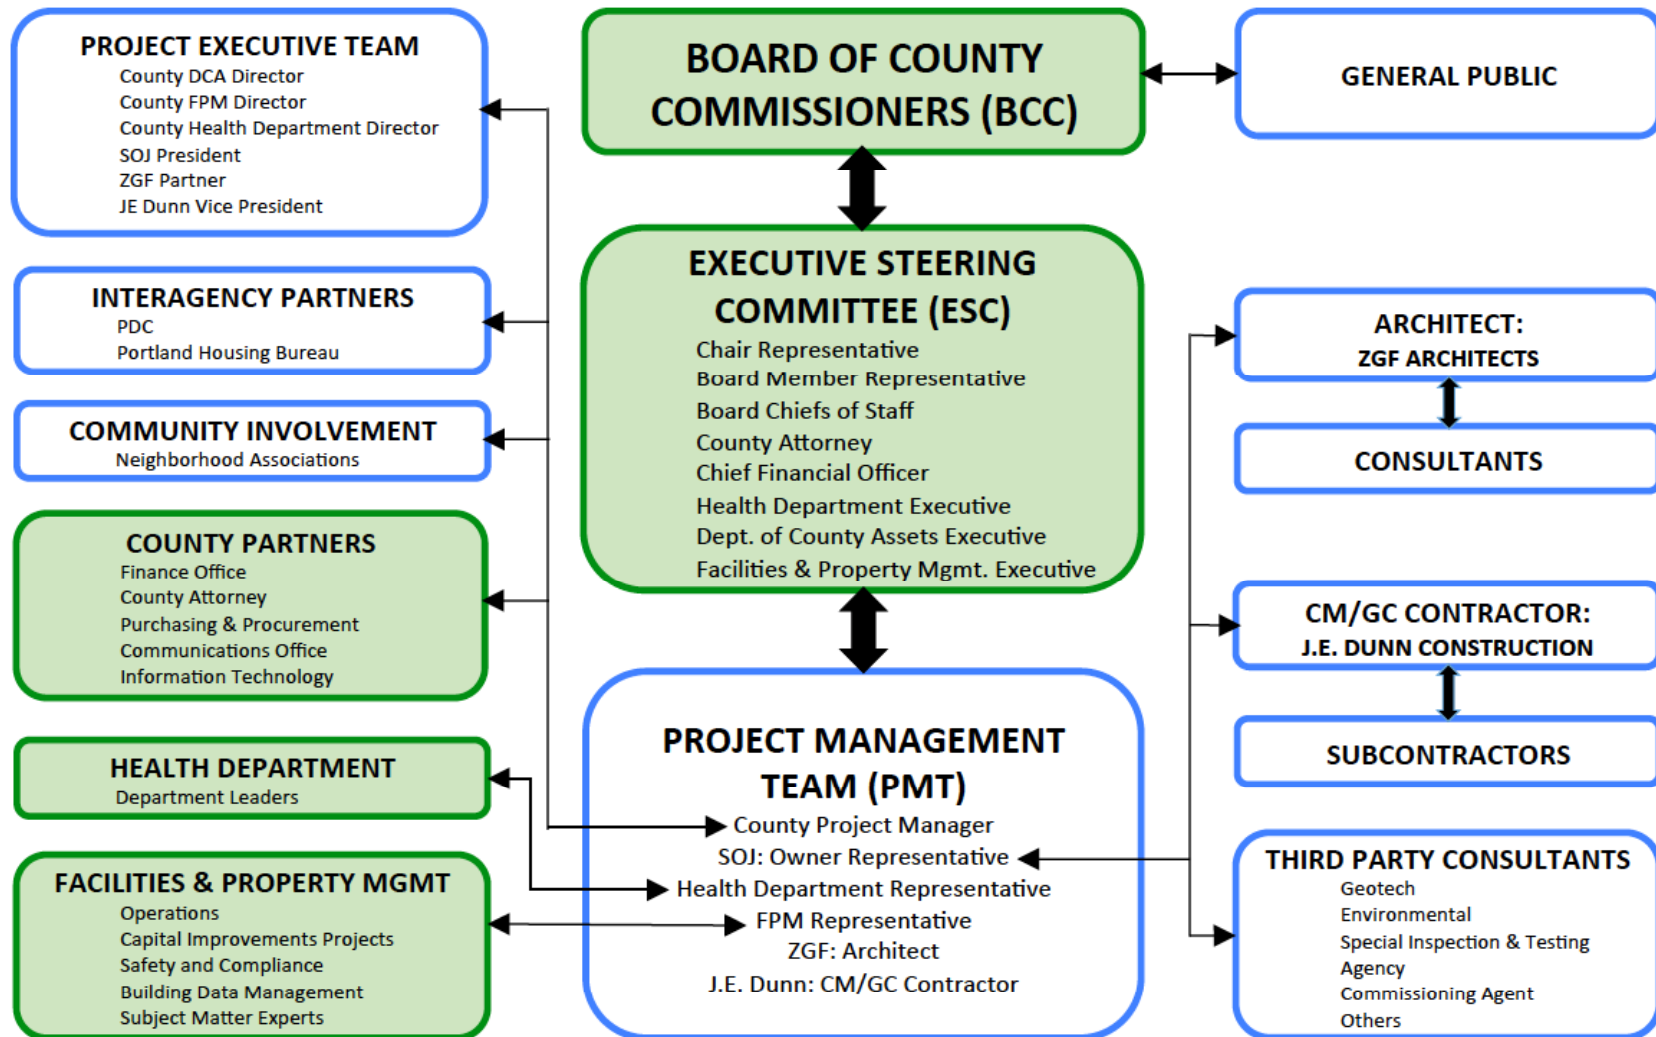 PROJECT EXECUTIVE TEAM
County DCA Director
County FPM Director
County Health Department Director
SOJ President
ZGF Partner
JE Dunn Vice President
INTERAGENCY PARTNERS
PDC
Portland Housing Bureau
COMMUNITY INVOLVEMENT
Neighborhood Associations
COUNTY PARTNERS
Finance Office
County Attorney
Purchasing & Procurement
Communications Office
Information Technology
HEALTH DEPARTMENT
Department Leaders
FACILITIES & PROPERTY MGMT
Operations
Capital Improvements Projects
Safety and Compliance
Building Data Management
Subject Matter Experts
BOARD OF COUNTY
COMMISSIONERS (BCC)
EXECUTIVE STEERING
COMMITTEE (ESC)
Chair Representative
Board Member Representative
Board Chiefs of Staff
County Attorney
Chief Financial Officer
Health Department Executive
Dept. of County Assets Executive
Facilities & Property Mgmt. Executive
PROJECT MANAGEMENT
TEAM (PMT)
County Project Manager
SOJ: Owner Representative
Health Department Representative
FPM Representative
ZGF: Architect
J.E. Dunn: CM/GC Contractor
GENERAL PUBLIC
ARCHITECT:
ZGF ARCHITECTS
CONSULTANTS
CM/GC CONTRACTOR:
J.E. DUNN CONSTRUCTION
SUBCONTRACTORS
THIRD PARTY CONSULTANTS
Geotech
Environmental
Special Inspection & Testing
Agency
Commissioning Agent
Others